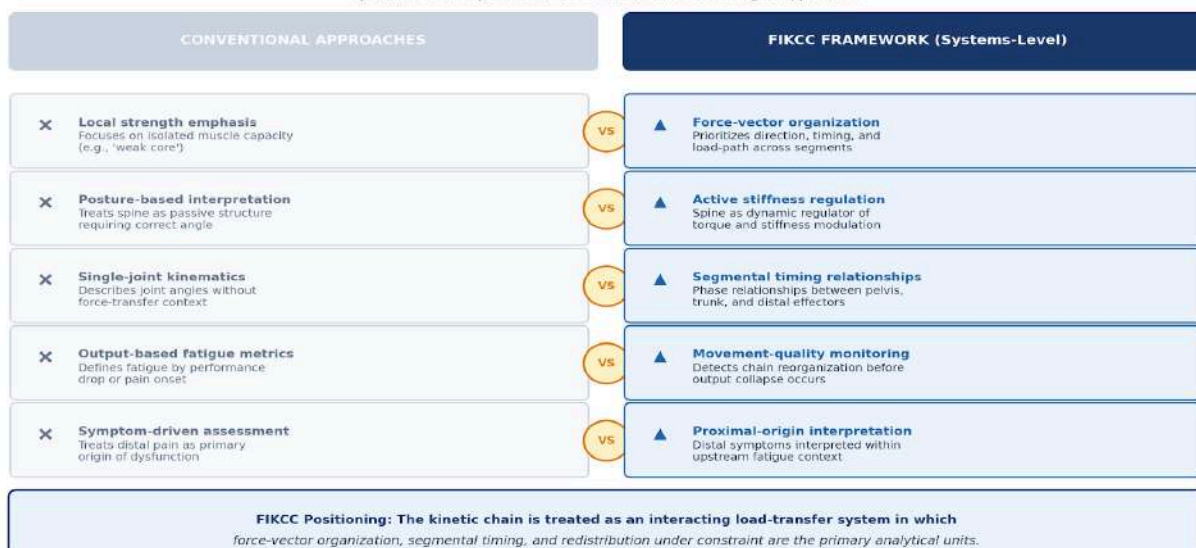 CONVENTIONAL APPROACHES
FIKCC FRAMEWORK (Systems-Level)
Local strength emphasis
Focuses on isolated muscle capacity
(e.g., 'weak core')
VS
Force-vector organization
Prioritizes direction, timing, and
load-path across segments
Posture-based interpretation
Treats spine as passive structure
requiring correct angle
VS
Active stiffness regulation
Spine as dynamic regulator of
torque and stiffness modulation
Single-joint kinematics
Describes joint angles without
force-transfer context
VS
Segmental timing relationships
Phase relationships between pelvis,
trunk, and distal effectors
Output-based fatigue metrics
Defines fatigue by performance
drop or pain onset
VS
Movement-quality monitoring
Detects chain reorganization before
output collapse occurs
Symptom-driven assessment
Treats distal pain as primary
origin of dysfunction
VS
Proximal-origin interpretation
Distal symptoms interpreted within
upstream fatigue context
FIKCC Positioning: The kinetic chain is treated as an interacting load-transfer system in which
force-vector organization, segmental timing, and redistribution under constraint are the primary analytical units.